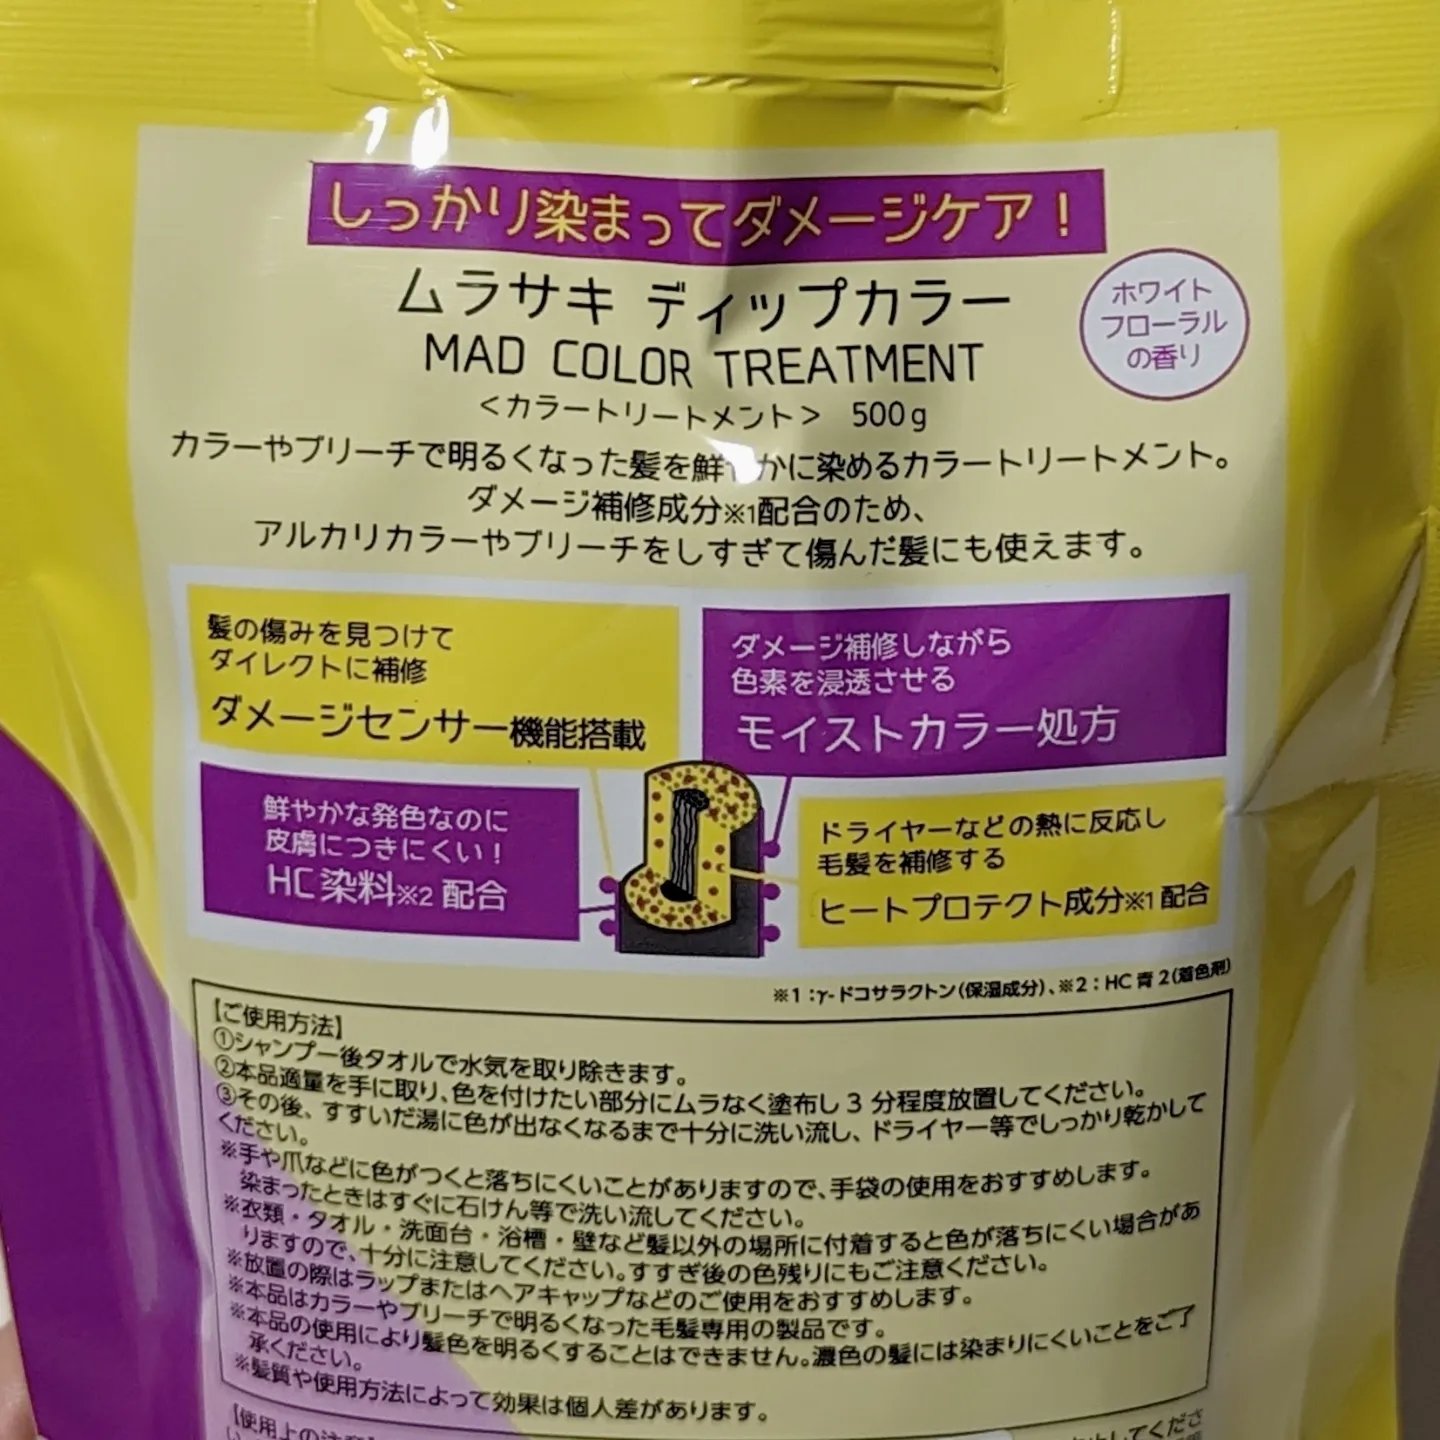 しっかり染まってダメージケア！
ムラサキ ディップカラー
MAD COLOR TREATMENT
＜カラートリートメント＞ 500g
ホワイト
フローラル
の香り
カラーやブリーチで明るくなった髪を鮮やかに染めるカラートリートメント。
ダメージ補修成分※1配合のため、
アルカリカラーやブリーチをしすぎて傷んだ髪にも使えます。
髪の傷みを見つけて
ダイレクトに補修
ダメージセンサー機能搭載
ダメージ補修しながら
色素を浸透させる
モイストカラー処方
鮮やかな発色なのに
皮膚につきにくい！
HC染料※2 配合
ドライヤーなどの熱に反応し
毛髪を補修する
ヒートプロテクト成分※1配合
※1：γ-ドコサラクトン（保湿成分）、※2：HC 青 2（着色剤）
【ご使用方法】
①シャンプー後タオルで水気を取り除きます。
②本品適量を手に取り、色を付けたい部分にムラなく塗布し 3 分程度放置してください。
③その後、すすいだ湯に色が出なくなるまで十分に洗い流し、ドライヤー等でしっかり乾かして
ください。
※手や爪などに色がつくと落ちにくいことがありますので、手袋の使用をおすすめします。
染まったときはすぐに石けん等で洗い流してください。
※衣類・タオル・洗面台・浴槽・壁など髪以外の場所に付着すると色が落ちにくい場合があ
りますので、十分に注意してください。すすぎ後の色残りにもご注意ください。
※放置の際はラップまたはヘアキャップなどのご使用をおすすめします。
※本品はカラーやブリーチで明るくなった毛髪専用の製品です。
※本品の使用により髪色を明るくすることはできません。濃色の髪には染まりにくいことをご了
承ください。
※髪質や使用方法によって効果は個人差があります。
【使用上の注意